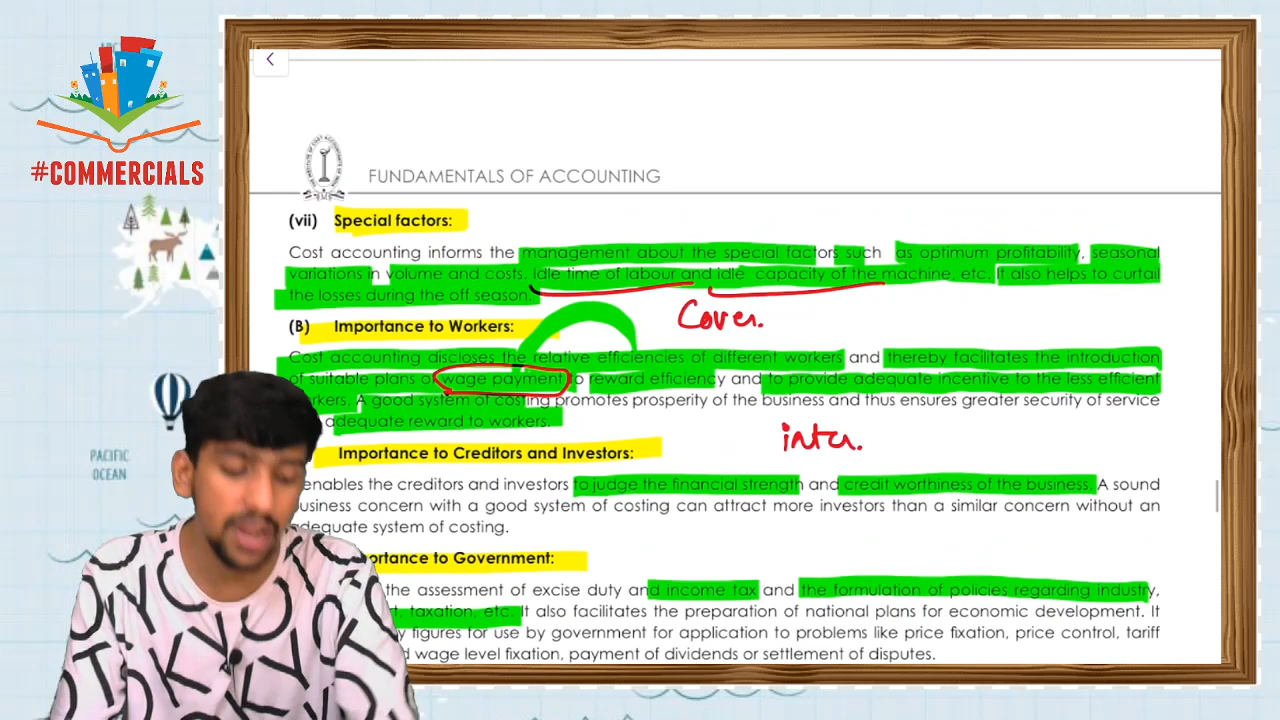 #COMMERCIALS
PACIFIC
OCEAN
FUNDAMENTALS OF ACCOUNTING
(vii) Special factors:
Cost accounting informs the management about the special factors such as optimum profitability, seasonal
variations in volume and costs. Idle time of labour and idle capacity of the machine, etc. It also helps to curtail
the losses during the off season.
Cover.
(B) Importance to Workers:
Cost accounting discloses the relative efficiencies of different workers and thereby facilitates the introduction
of suitable plans of wage payment to reward efficiency and to provide adequate incentive to the less efficient
workers. A good system of costing promotes prosperity of the business and thus ensures greater security of service
adequate reward to workers.
inter.
Importance to Creditors and Investors:
enables the creditors and investors to judge the financial strength and credit worthiness of the business. A sound
business concern with a good system of costing can attract more investors than a similar concern without an
adequate system of costing.
Importance to Government:
the assessment of excise duty and income tax and the formulation of policies regarding industry,
taxation, etc. It also facilitates the preparation of national plans for economic development. It
figures for use by government for application to problems like price fixation, price control, tariff
wage level fixation, payment of dividends or settlement of disputes.